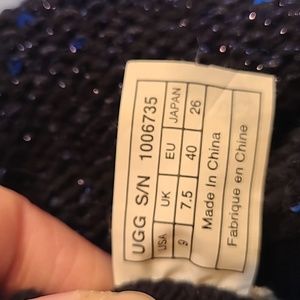 UGG S/N 1006735
USA UK EU JAPAN
9 7.5 40 26
Made In China
Fabrique en Chine